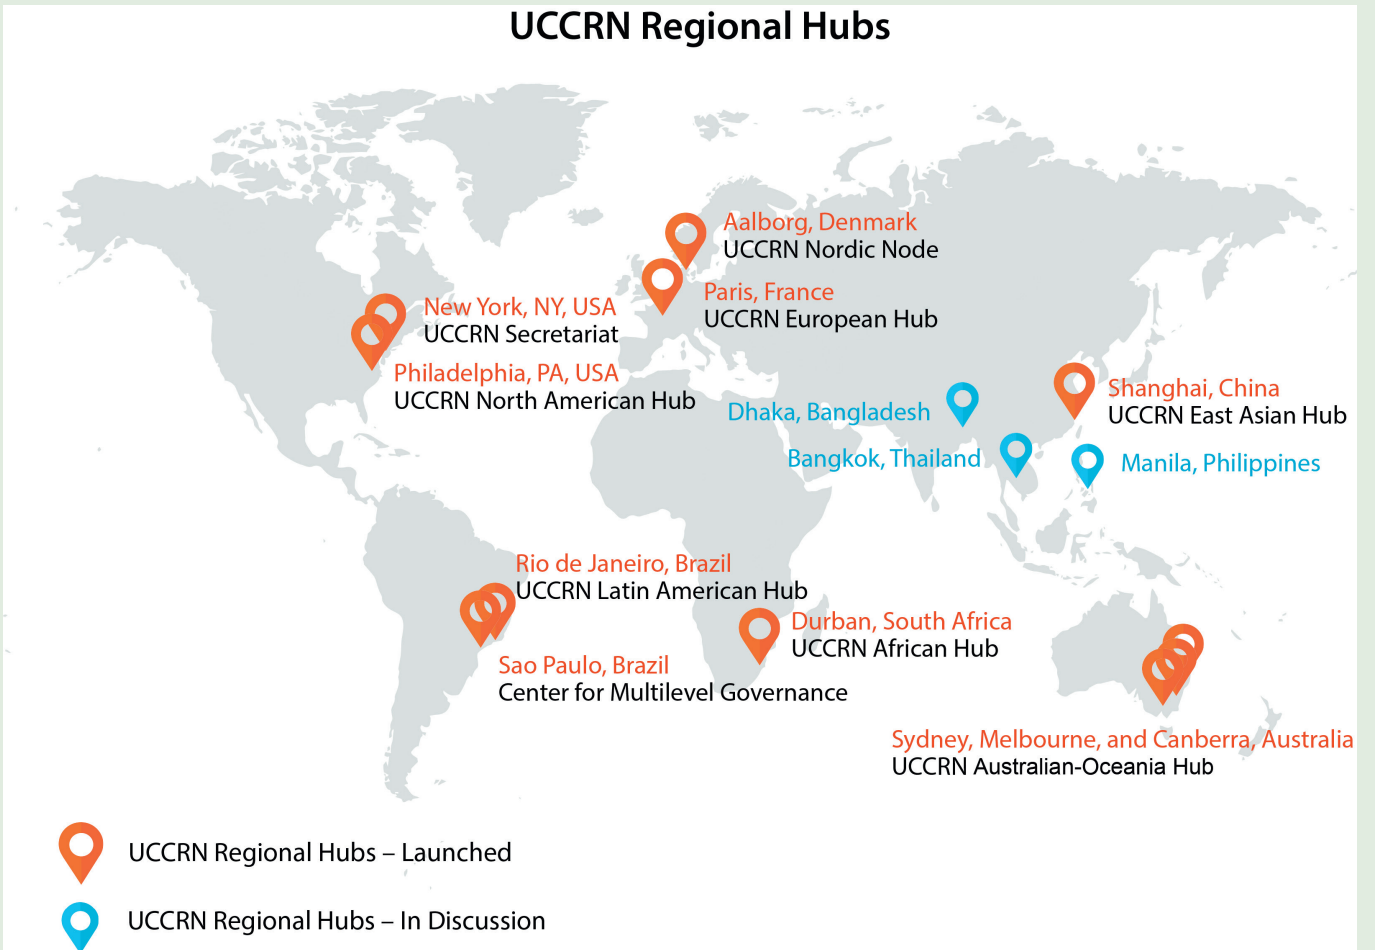 UCCRN Regional Hubs
Aalborg, Denmark
UCCRN Nordic Node
Paris, France
UCCRN European Hub
New York, NY, USA
UCCRN Secretariat
Philadelphia, PA, USA
UCCRN North American Hub
Shanghai, China
UCCRN East Asian Hub
Dhaka, Bangladesh
Bangkok, Thailand
Manila, Philippines
Rio de Janeiro, Brazil
UCCRN Latin American Hub
Durban, South Africa
UCCRN African Hub
Sao Paulo, Brazil
Center for Multilevel Governance
Sydney, Melbourne, and Canberra, Australia
UCCRN Australian-Oceania Hub
UCCRN Regional Hubs – Launched
UCCRN Regional Hubs – In Discussion